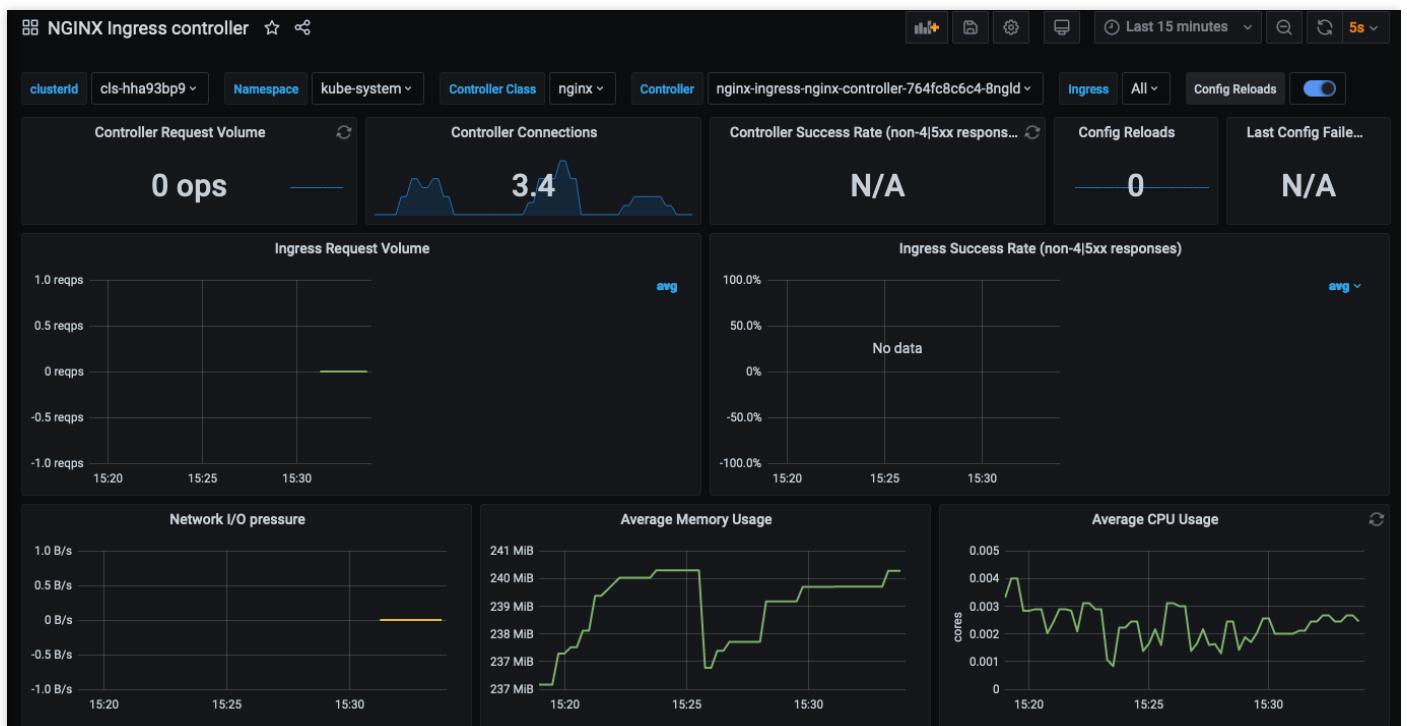 NGINX Ingress controller
Last 15 minutes
5s
clusterId cls-hha93bp9 Namespace kube-system Controller Class nginx Controller nginx-ingress-nginx-controller-764fc8c6c4-8ngld Ingress All Config Reloads
Controller Request Volume
0 ops
Controller Connections
3.4
Controller Success Rate (non-4|5xx respons...
N/A
Config Reloads
0
Last Config Faile...
N/A
Ingress Request Volume
avg
1.0 reqps
0.5 reqps
0 reqps
-0.5 reqps
-1.0 reqps
15:20 15:25 15:30
Ingress Success Rate (non-4|5xx responses)
avg
100.0%
50.0%
No data
0%
-50.0%
-100.0%
15:20 15:25 15:30
Network I/O pressure
1.0 B/s
0.5 B/s
0 B/s
-0.5 B/s
-1.0 B/s
15:20 15:25 15:30
Average Memory Usage
241 MiB
240 MiB
239 MiB
238 MiB
237 MiB
237 MiB
15:20 15:25 15:30
Average CPU Usage
cores
0.005
0.004
0.003
0.002
0.001
0
15:20 15:25 15:30